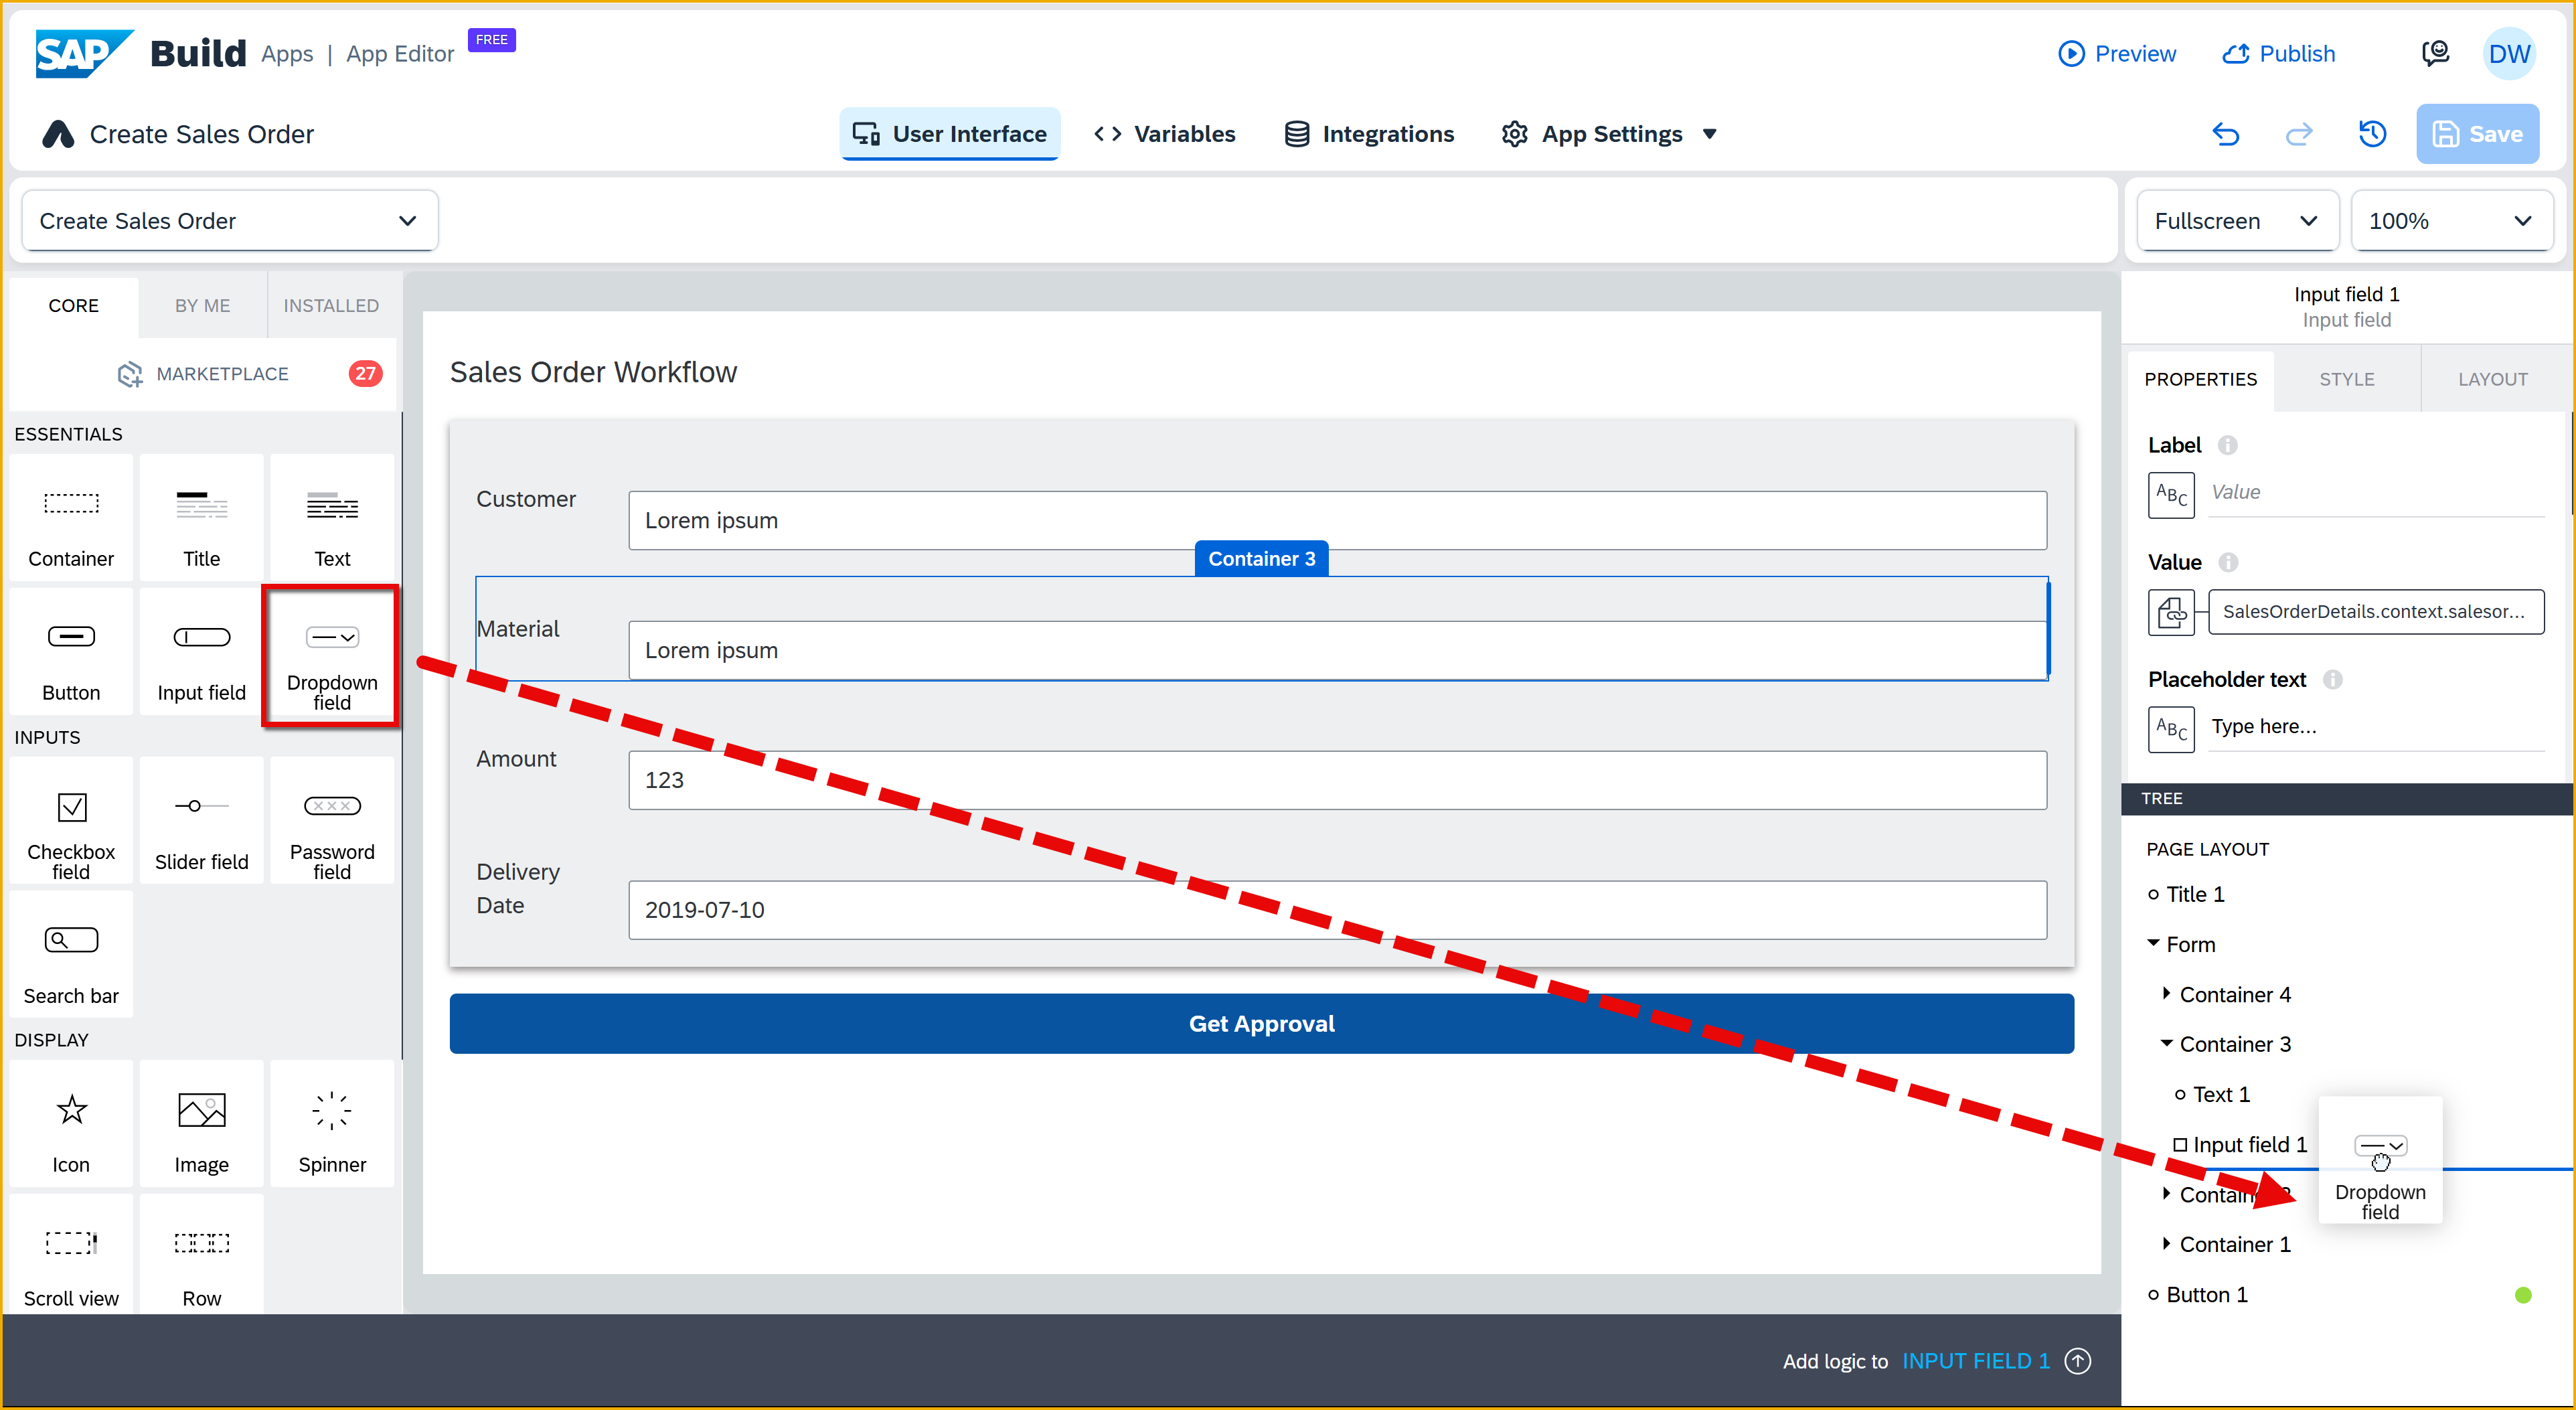 SAP Build Apps | App Editor FREE
Preview Publish DW
Create Sales Order
User Interface Variables Integrations App Settings
Save
Create Sales Order
Fullscreen 100%
CORE BY ME INSTALLED
MARKETPLACE 27
ESSENTIALS
Container Title Text
Button Input field Dropdown field
INPUTS
Checkbox field Slider field Password field
Search bar
DISPLAY
Icon Image Spinner
Scroll view Row
Sales Order Workflow
Customer
Lorem ipsum
Container 3
Material
Lorem ipsum
Amount
123
Delivery
Date
2019-07-10
Get Approval
Add logic to INPUT FIELD 1
Input field 1
Input field
PROPERTIES STYLE LAYOUT
Label
ABC Value
Value
SalesOrderDetails.context.salesor...
Placeholder text
ABC Type here...
TREE
PAGE LAYOUT
Title 1
Form
Container 4
Container 3
Text 1
Input field 1
Dropdown
field
Container 1
Button 1